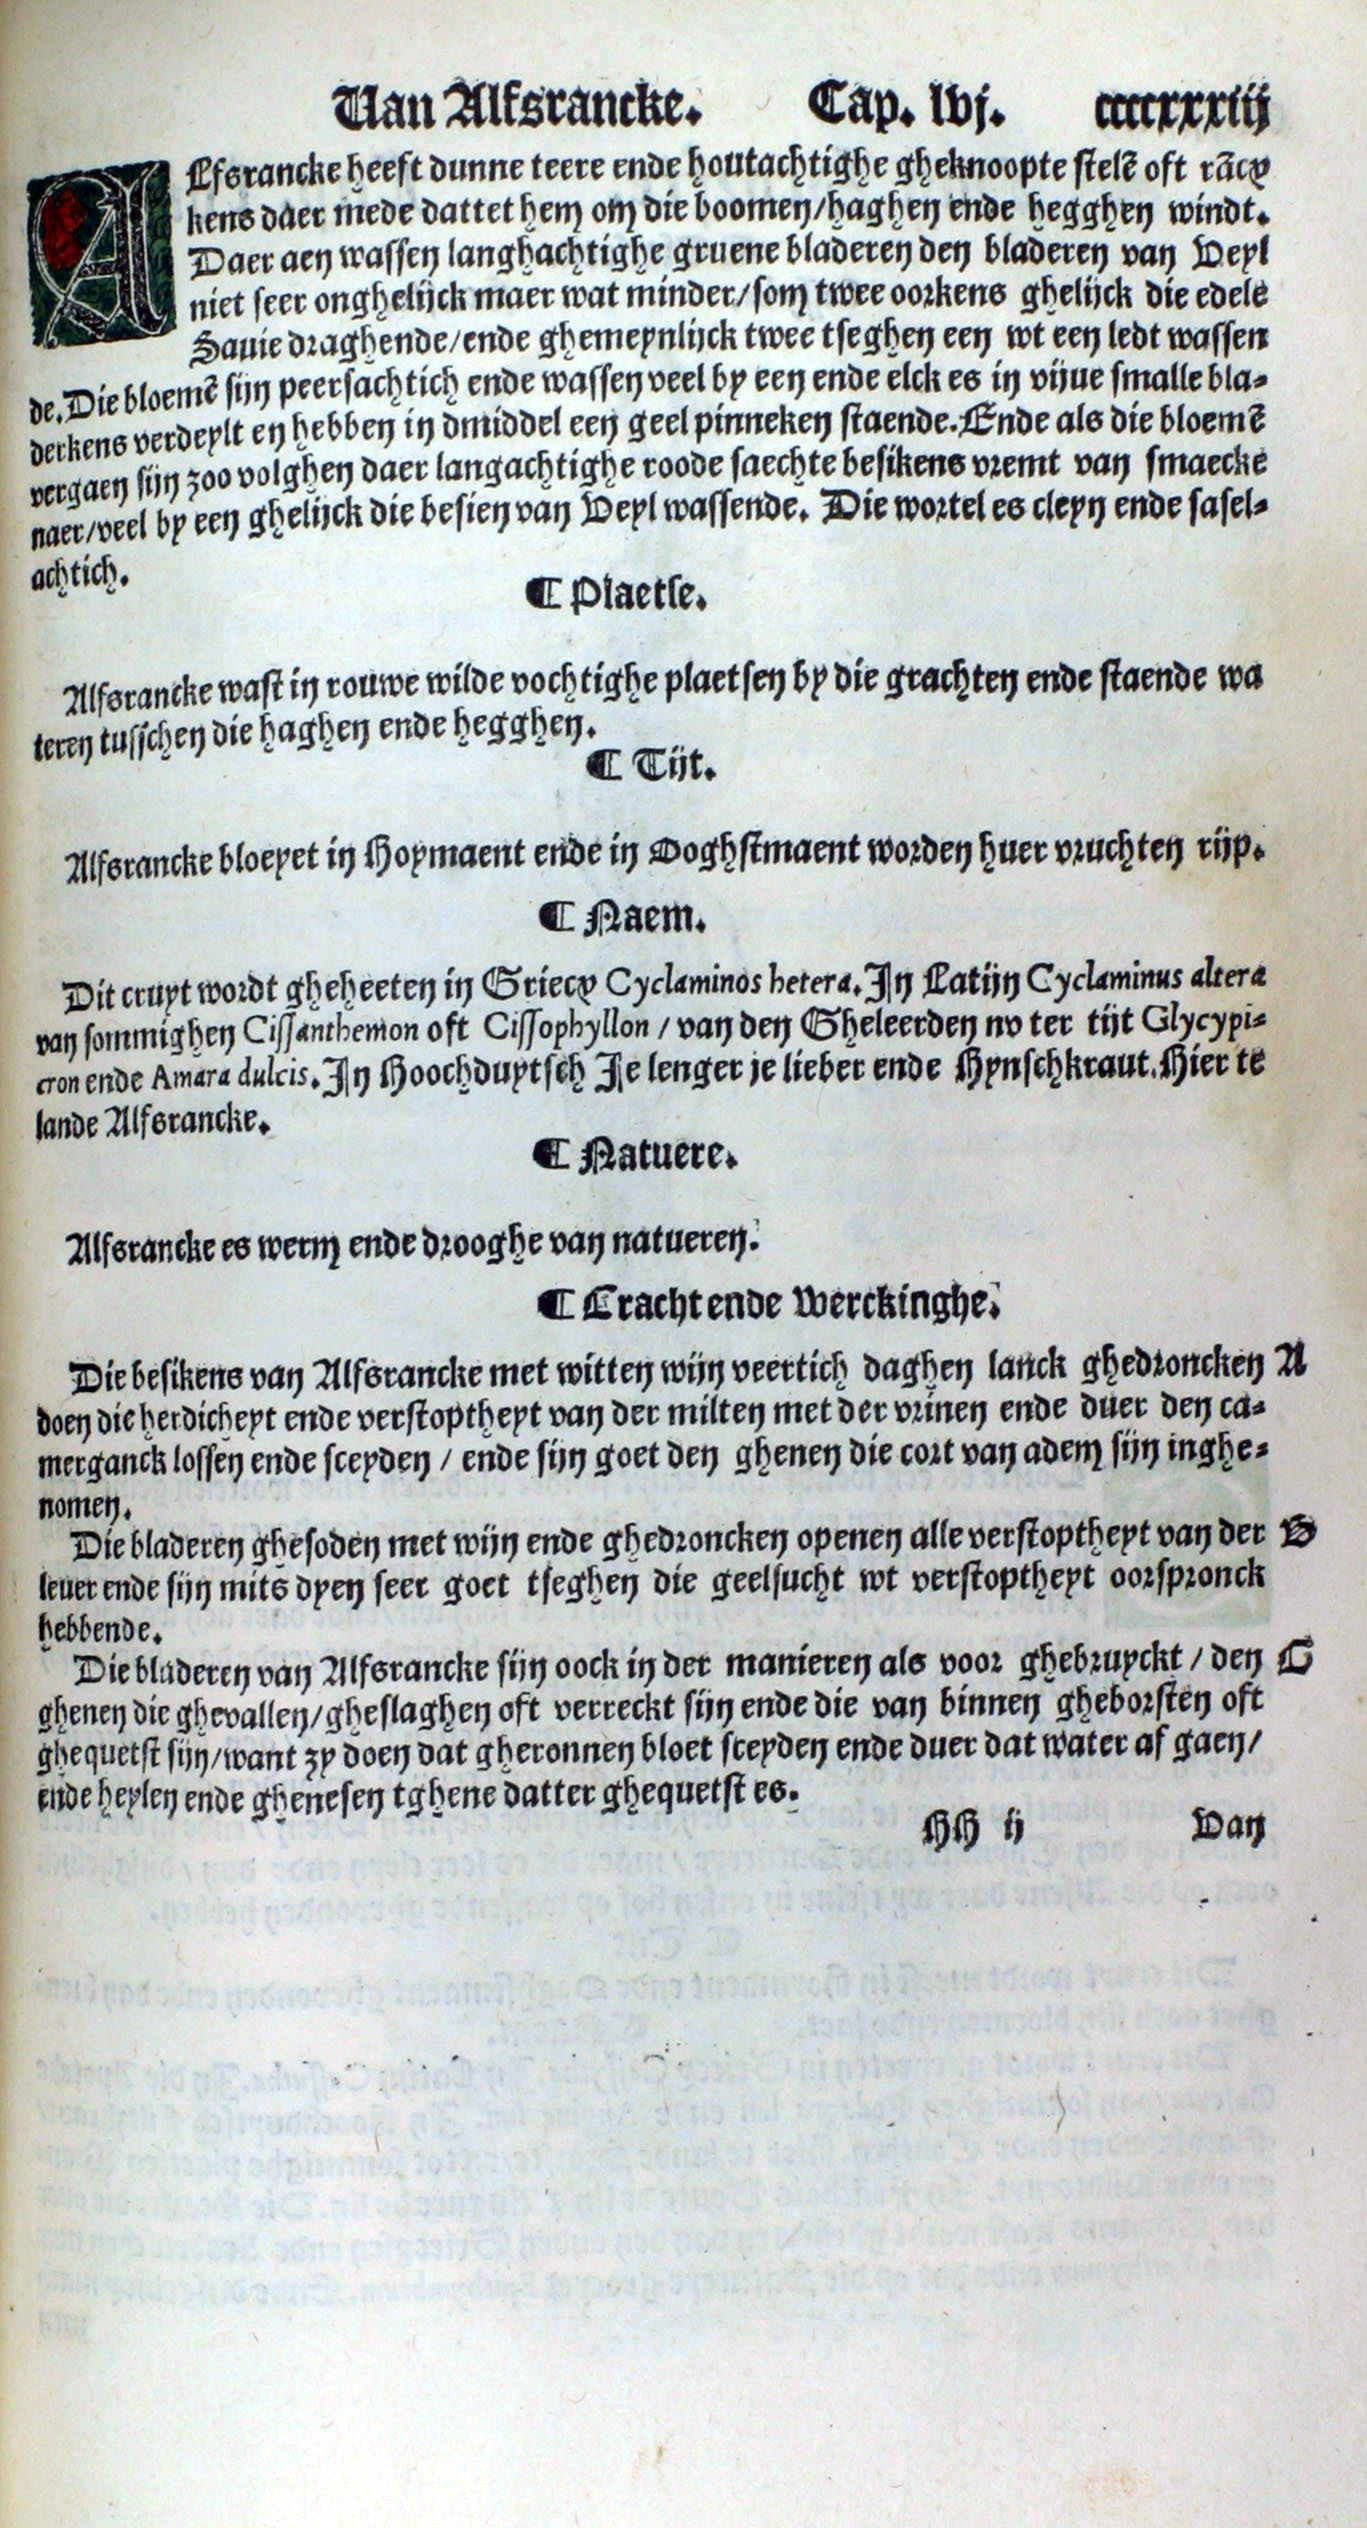 Van Alfsrancke. Cap. lvj. ccccxxxiij
ALfsrancke heeft dunne teere ende houtachtighe gheknoopte stelẽ oft rãcx
kens daer mede dattet hem om die boomen/haghen ende hegghen windt.
Daer aen wassen langhachtighe gruene bladeren den bladeren van Veyl
niet seer onghelijck maer wat minder/som twee oorkens ghelijck die edele
Savie draghende/ende ghemeynlijck twee tseghen een wt een ledt wassen
de. Die bloemẽ sijn peersachtich ende wassen veel by een ende elck es in vijue smalle bla-
derkens verdeylt en hebben in dmiddel een geel pinneken staende. Ende als die bloemẽ
vergaen sijn zoo volghen daer langachtighe roode saechte besikens vremt van smaecke
naer/veel by een ghelijck die besien van Veyl wassende. Die wortel es cleyn ende fasel-
achtich.
¶ Plaetse.
Alfsrancke wast in rouwe wilde vochtighe plaetsen by die grachten ende staende wa
teren tusschen die haghen ende hegghen.
¶ Tijt.
Alfsrancke bloeyet in Hoymaent ende in Ooghstmaent worden huer vruchten rijp.
¶ Naem.
Dit cruyt wordt gheheeten in Griecx Cyclaminos hetera. In Latijn Cyclaminus altera
van sommighen Cissanthemon oft Cissophyllon / van den Gheleerden nv ter tijt Glycypi-
cron ende Amara dulcis. In Hoochduytsch Je lenger je lieber ende Hynschkraut. Hier te
lande Alfsrancke.
¶ Natuere.
Alfsrancke es werm ende drooghe van natueren.
¶ Cracht ende Werckinghe.
Die besikens van Alfsrancke met witten wijn veertich daghen lanck ghedroncken A
doen die herdicheyt ende verstoptheyt van der milten met der vrijnen ende duer den ca-
merganck lossen ende sceyden / ende sijn goet den ghenen die cort van adem sijn inghe-
nomen.
Die bladeren ghesoden met wijn ende ghedroncken openen alle verstoptheyt van der B
leuer ende sijn mits dyen seer goet tseghen die geelsucht wt verstoptheyt oorspronck
hebbende.
Die bladeren van Alfsrancke sijn oock in der manieren als voor ghebruyckt / den C
ghenen die ghevallen/gheslaghen oft verreckt sijn ende die van binnen gheborsten oft
ghequetst sijn/want zy doen dat gheronnen bloet sceyden ende duer dat water af gaen/
ende heylen ende ghenesen tghene datter ghequetst es.
HH ij Van